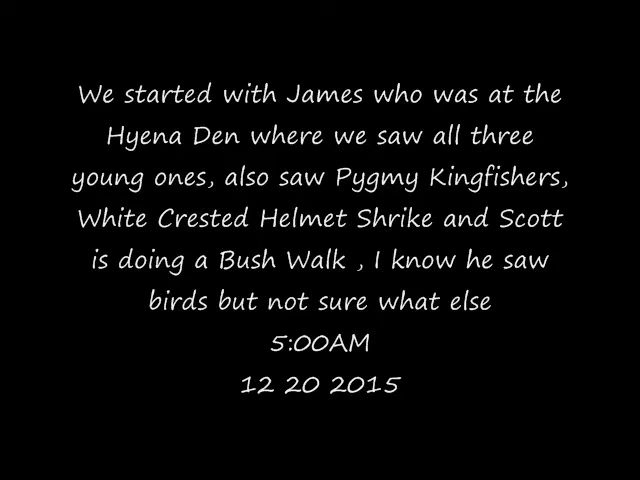 We started with James who was at the
Hyena Den where we saw all three
young ones, also saw Pygmy Kingfishers,
White Crested Helmet Shrike and Scott
is doing a Bush Walk , I know he saw
birds but not sure what else
5:00AM
12 20 2015